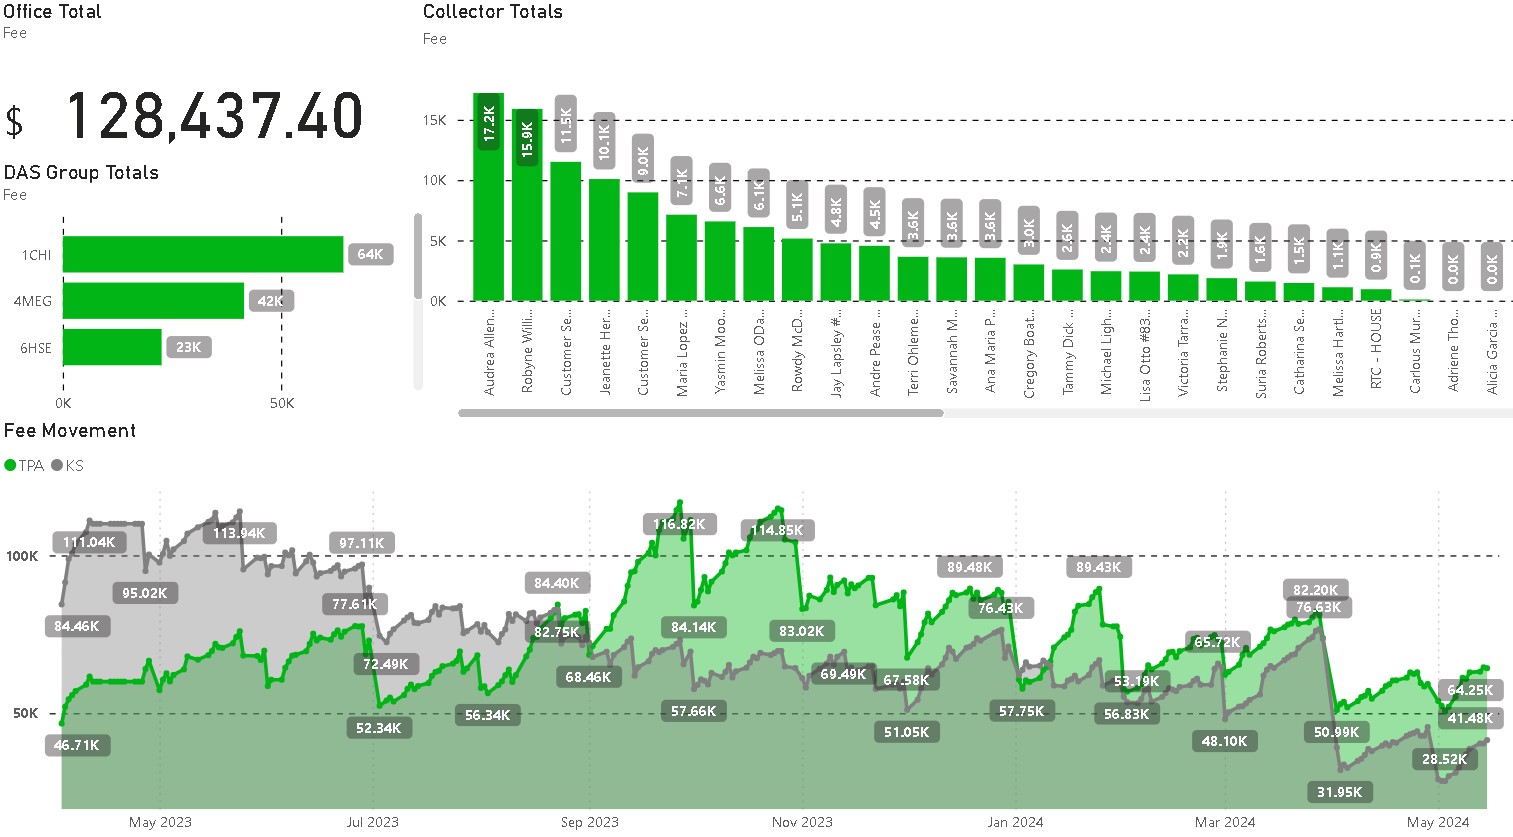 Office Total
Fee
$ 128,437.40
DAS Group Totals
Fee
1CHI
64K
4MEG
42K
6HSE
23K
0K
50K
Collector Totals
Fee
15K
10K
5K
0K
17.2K
15.9K
11.5K
10.1K
9.0K
7.1K
6.6K
6.1K
5.1K
4.8K
4.5K
3.6K
3.6K
3.6K
3.0K
2.6K
2.4K
2.4K
2.2K
1.9K
1.6K
1.5K
1.1K
0.9K
0.1K
0.0K
0.0K
Audrea Allen...
Robyne Willi...
Customer Se...
Jeanette Her...
Customer Se...
Maria Lopez ...
Yasmin Moo...
Melissa ODa...
Rowdy McD...
Jay Lapsley #...
Andre Pease ...
Terri Ohleme...
Savannah M...
Ana Maria P...
Cregory Boat...
Tammy Dick ...
Michael Ligh...
Lisa Otto #83...
Victoria Tarra...
Stephanie N...
Suria Roberts...
Catharina Se...
Melissa Hartl...
RTC - HOUSE
Carlous Mur...
Adriene Tho...
Alicia Garcia ...
Fee Movement
TPA KS
100K
50K
111.04K
84.46K
95.02K
113.94K
97.11K
77.61K
72.49K
46.71K
52.34K
56.34K
84.40K
82.75K
68.46K
116.82K
84.14K
57.66K
114.85K
83.02K
69.49K
67.58K
51.05K
89.48K
76.43K
57.75K
89.43K
53.19K
56.83K
65.72K
48.10K
82.20K
76.63K
50.99K
31.95K
64.25K
41.48K
28.52K
May 2023
Jul 2023
Sep 2023
Nov 2023
Jan 2024
Mar 2024
May 2024